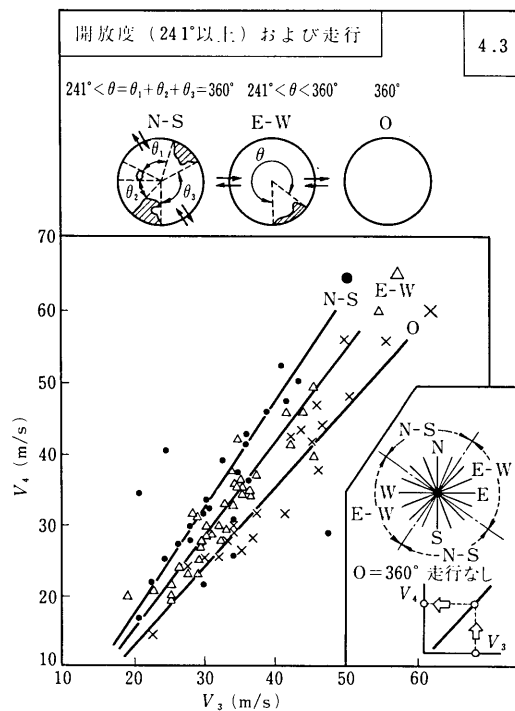 開放度 (241°以上) および走行
4.3
241°<θ=θ₁+θ₂+θ₃=360° 241°<θ<360° 360°
N-S E-W O
θ₁ θ₂ θ₃ θ
70
60
50
40
30
20
10
V₄ (m/s)
N-S E-W O
N-S
N
E-W
W E
E-W
S
N-S
O=360° 走行なし
V₄
V₃
10 20 30 40 50 60
V₃ (m/s)